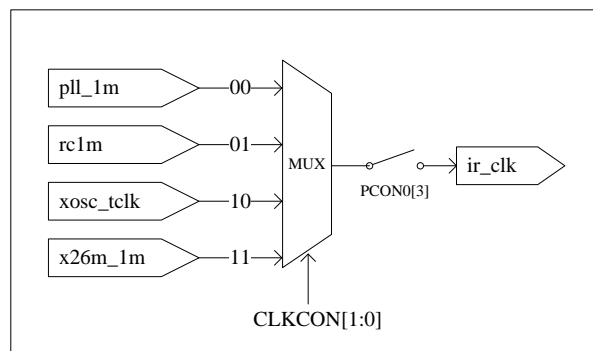 pll_1m
00
rc1m
01
MUX
ir_clk
PCON0[3]
xosc_tclk
10
x26m_1m
11
CLKCON[1:0]